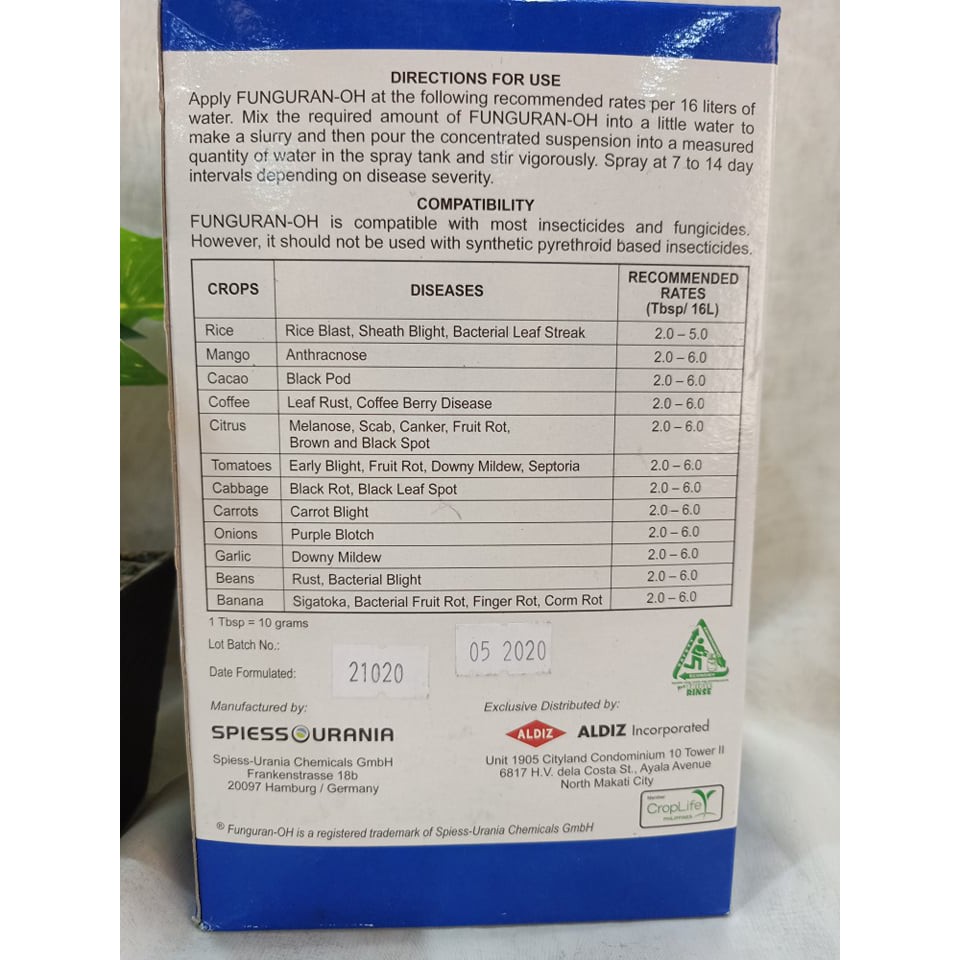 DIRECTIONS FOR USE
Apply FUNGURAN-OH at the following recommended rates per 16 liters of
water. Mix the required amount of FUNGURAN-OH into a little water to
make a slurry and then pour the concentrated suspension into a measured
quantity of water in the spray tank and stir vigorously. Spray at 7 to 14 day
intervals depending on disease severity.
COMPATIBILITY
FUNGURAN-OH is compatible with most insecticides and fungicides.
However, it should not be used with synthetic pyrethroid based insecticides.
CROPS DISEASES RECOMMENDED
RATES
(Tbsp/ 16L)
Rice Rice Blast, Sheath Blight, Bacterial Leaf Streak 2.0 – 5.0
Mango Anthracnose 2.0 – 6.0
Cacao Black Pod 2.0 – 6.0
Coffee Leaf Rust, Coffee Berry Disease 2.0 – 6.0
Citrus Melanose, Scab, Canker, Fruit Rot, 2.0 – 6.0
Brown and Black Spot
Tomatoes Early Blight, Fruit Rot, Downy Mildew, Septoria 2.0 – 6.0
Cabbage Black Rot, Black Leaf Spot 2.0 – 6.0
Carrots Carrot Blight 2.0 – 6.0
Onions Purple Blotch 2.0 – 6.0
Garlic Downy Mildew 2.0 – 6.0
Beans Rust, Bacterial Blight 2.0 – 6.0
Banana Sigatoka, Bacterial Fruit Rot, Finger Rot, Corm Rot 2.0 – 6.0
1 Tbsp = 10 grams
Lot Batch No.:
05 2020
Date Formulated: 21020
RINSE
Manufactured by:
SPIESS URANIA
Spiess-Urania Chemicals GmbH
Frankenstrasse 18b
20097 Hamburg / Germany
Exclusive Distributed by:
ALDIZ ALDIZ Incorporated
Unit 1905 Cityland Condominium 10 Tower II
6817 H.V. dela Costa St., Ayala Avenue
North Makati City
Member
CropLife
PHILIPPINES
® Funguran-OH is a registered trademark of Spiess-Urania Chemicals GmbH